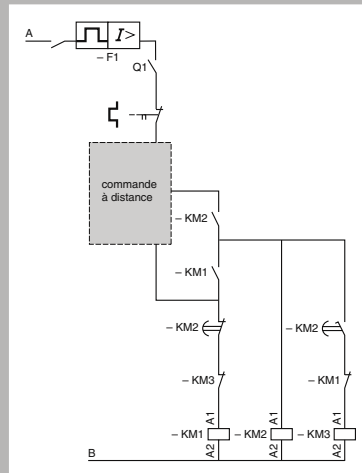 A
I>
– F1
Q1
commande
à distance
– KM2
– KM1
– KM2
– KM2
– KM3
– KM1
– KM1
A1
A2
– KM2
A1
A2
– KM3
A1
A2
B